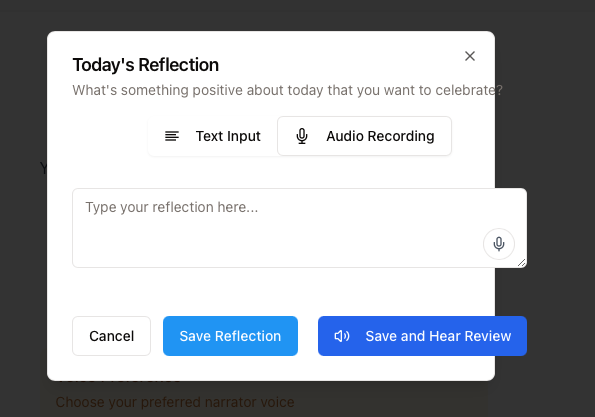 Today's Reflection
What's something positive about today that you want to celebrate?
Text Input
Audio Recording
Y
Type your reflection here...
Cancel
Save Reflection
Save and Hear Review
Choose your preferred narrator voice